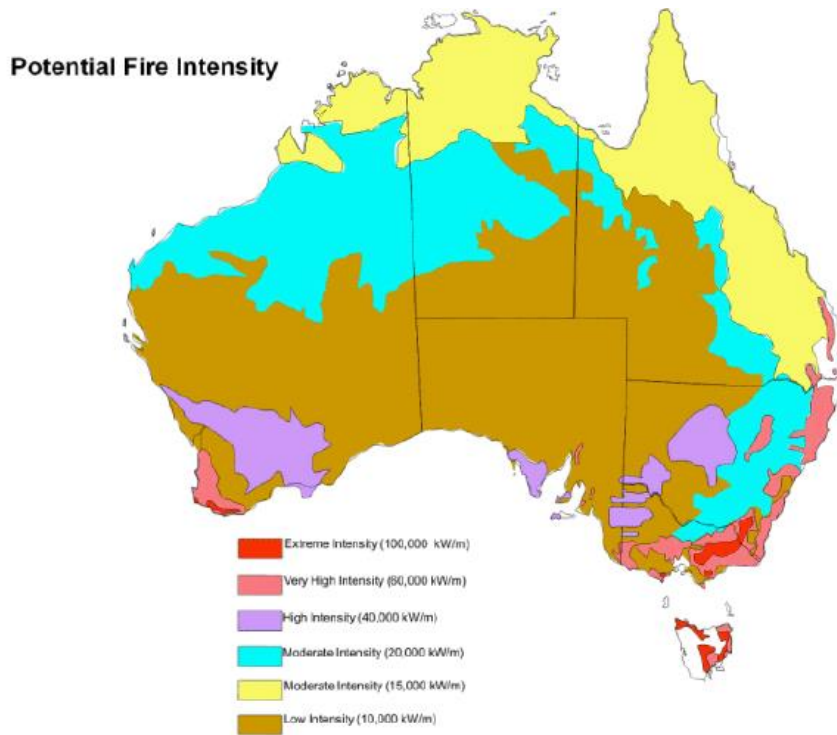 Potential Fire Intensity
Extreme Intensity (100,000 kW/m)
Very High Intensity (60,000 kW/m)
High Intensity (40,000 kW/m)
Moderate Intensity (20,000 kW/m)
Moderate Intensity (15,000 kW/m)
Low Intensity (10,000 kW/m)